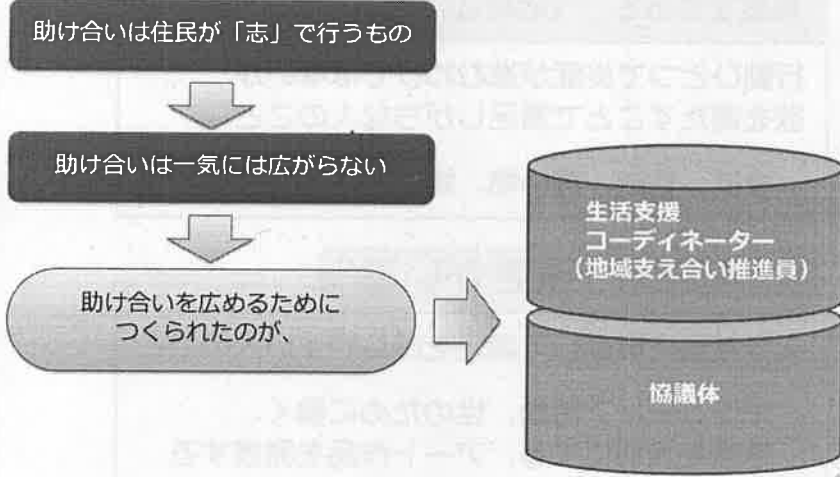 助け合いは住民が「志」で行うもの
助け合いは一気には広がらない
助け合いを広めるために
つくられたのが、
生活支援
コーディネーター
（地域支え合い推進員）
協議体